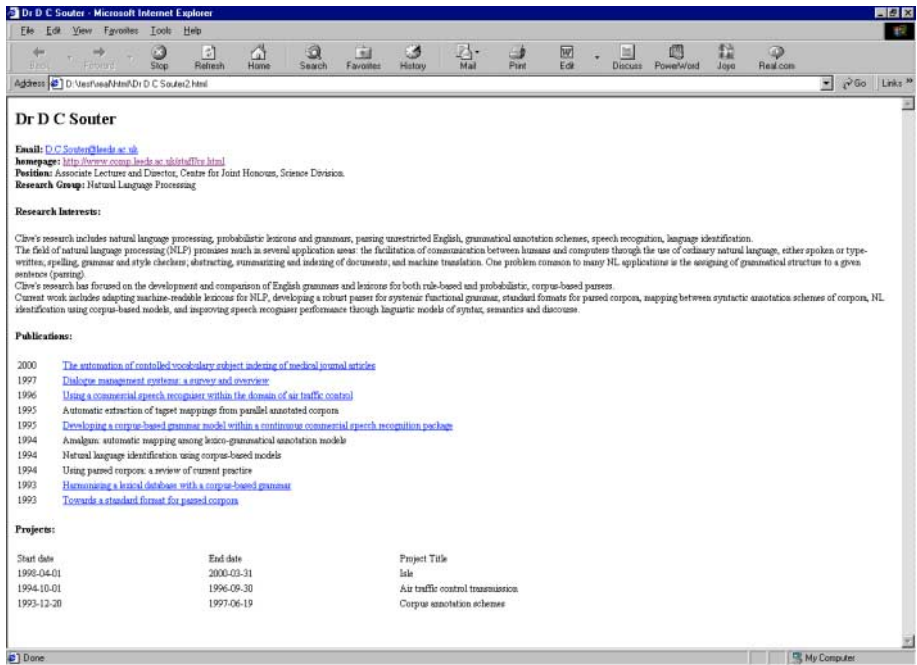 Dr D C Souter - Microsoft Internet Explorer
File Edit View Favorites Tools Help
Back Forward Stop Refresh Home Search Favorites History Mail Print Edit Discuss PowerWord Joyo Real.com
Address D:\test\real\html\Dr D C Souter2.html Go Links »
Dr D C Souter
Email: D.C.Souter@leeds.ac.uk
homepage: http://www.comp.leeds.ac.uk/staff/cs.html
Position: Associate Lecturer and Director, Centre for Joint Honours, Science Division.
Research Group: Natural Language Processing
Research Interests:
Clive's research includes natural language processing, probabilistic lexicons and grammars, parsing unrestricted English, grammatical annotation schemes, speech recognition, language identification.
The field of natural language processing (NLP) promises much in several application areas: the facilitation of communication between humans and computers through the use of ordinary natural language, either spoken or type-
written; spelling, grammar and style checkers; abstracting, summarizing and indexing of documents; and machine translation. One problem common to many NL applications is the assigning of grammatical structure to a given
sentence (parsing).
Clive's research has focused on the development and comparison of English grammars and lexicons for both rule-based and probabilistic, corpus-based parsers.
Current work includes adapting machine-readable lexicons for NLP, developing a robust parser for systemic functional grammar, standard formats for parsed corpora, mapping between syntactic annotation schemes of corpora, NL
identification using corpus-based models, and improving speech recogniser performance through linguistic models of syntax, semantics and discourse.
Publications:
2000 The automation of contolled vocabulary subject indexing of medical journal articles
1997 Dialogue management systems: a survey and overview
1996 Using a commercial speech recogniser within the domain of air traffic control
1995 Automatic extraction of tagset mappings from parallel annotated corpora
1995 Developing a corpus-based grammar model within a continuous commercial speech recognition package
1994 Amalgam: automatic mapping among lexico-grammatical annotation models
1994 Natural language identification using corpus-based models
1994 Using parsed corpora: a review of current practice
1993 Harmonising a lexical database with a corpus-based grammar
1993 Towards a standard format for parsed corpora
Projects:
Start date End date Project Title
1998-04-01 2000-03-31 Isle
1994-10-01 1996-09-30 Air traffic control transmission
1993-12-20 1997-06-19 Corpus annotation schemes
Done My Computer